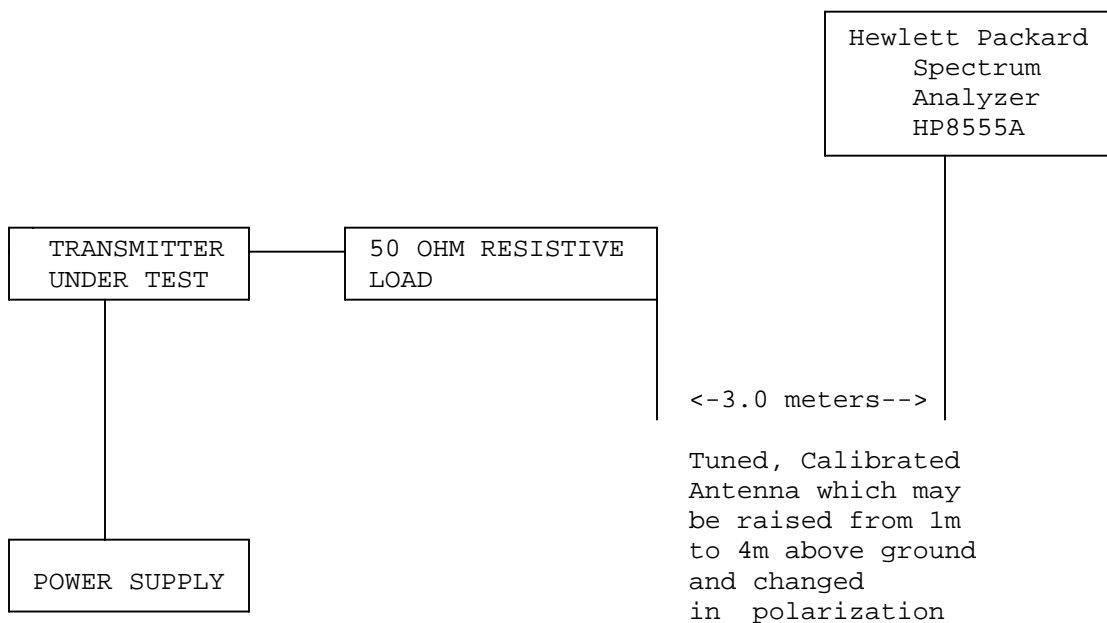 Hewlett Packard
Spectrum
Analyzer
HP8555A
TRANSMITTER
UNDER TEST
50 OHM RESISTIVE
LOAD
<-3.0 meters-->
Tuned, Calibrated
Antenna which may
be raised from 1m
to 4m above ground
and changed
in polarization
POWER SUPPLY